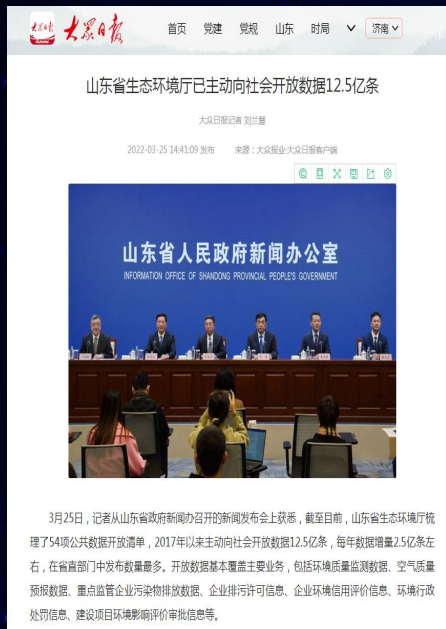 大众日报
大眾日报
首页 党建 党规 山东 时局 济南
山东省生态环境厅已主动向社会开放数据12.5亿条
大众日报记者 刘兰慧
2022-03-25 14:41:09 发布 来源：大众报业·大众日报客户端
山东省人民政府新闻办公室
INFORMATION OFFICE OF SHANDONG PROVINCIAL PEOPLE'S GOVERNMENT
3月25日，记者从山东省政府新闻办召开的新闻发布会上获悉，截至目前，山东省生态环境厅梳
理了54项公共数据开放清单，2017年以来主动向社会开放数据12.5亿条，每年数据增量2.5亿条左
右，在省直部门中发布数量最多。开放数据基本覆盖主要业务，包括环境质量监测数据、空气质量
预报数据、重点监管企业污染物排放数据、企业排污许可信息、企业环境信用评价信息、环境行政
处罚信息、建设项目环境影响评价审批信息等。